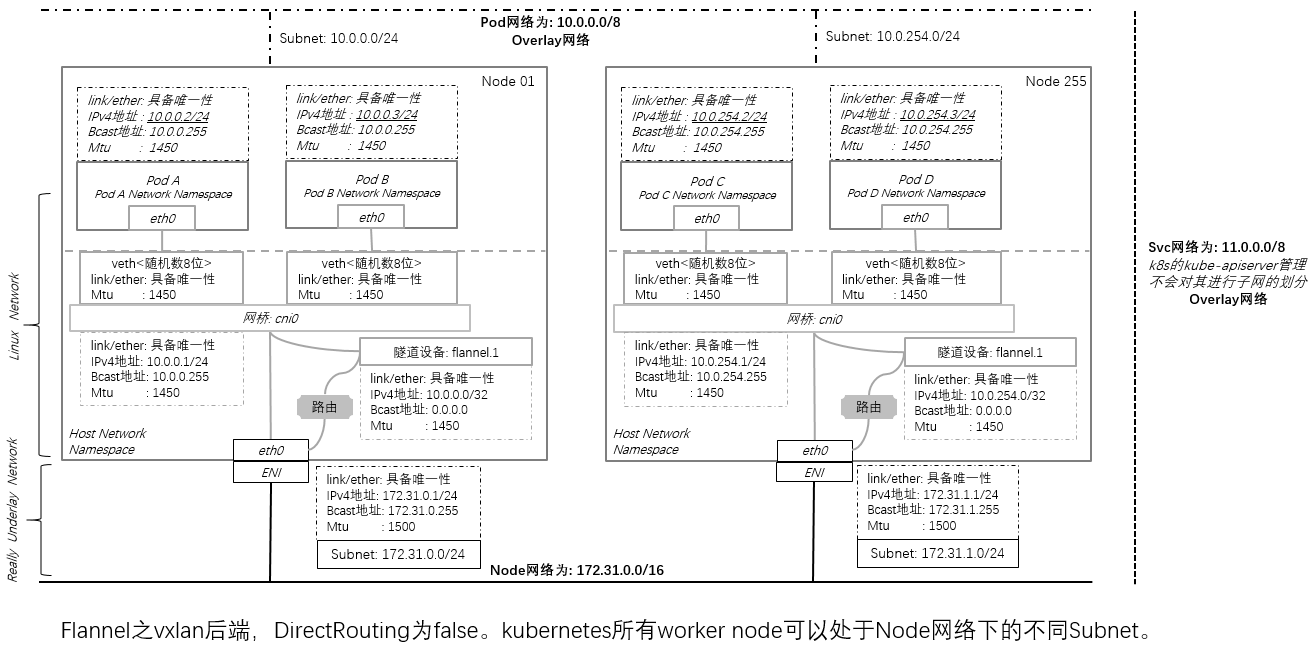 Pod网络为: 10.0.0.0/8
Overlay网络
Subnet: 10.0.0.0/24
Subnet: 10.0.254.0/24
Node 01
link/ether: 具备唯一性
IPv4地址 : 10.0.0.2/24
Bcast地址: 10.0.0.255
Mtu : 1450
link/ether: 具备唯一性
IPv4地址 : 10.0.0.3/24
Bcast地址: 10.0.0.255
Mtu : 1450
Pod A
Pod A Network Namespace
eth0
Pod B
Pod B Network Namespace
eth0
veth<随机数8位>
link/ether: 具备唯一性
Mtu : 1450
veth<随机数8位>
link/ether: 具备唯一性
Mtu : 1450
网桥: cni0
link/ether: 具备唯一性
IPv4地址: 10.0.0.1/24
Bcast地址: 10.0.0.255
Mtu : 1450
隧道设备: flannel.1
link/ether: 具备唯一性
IPv4地址: 10.0.0.0/32
Bcast地址: 0.0.0.0
Mtu : 1450
路由
Host Network
Namespace
eth0
ENI
link/ether: 具备唯一性
IPv4地址: 172.31.0.1/24
Bcast地址: 172.31.0.255
Mtu : 1500
Subnet: 172.31.0.0/24
Node 255
link/ether: 具备唯一性
IPv4地址 : 10.0.254.2/24
Bcast地址: 10.0.254.255
Mtu : 1450
link/ether: 具备唯一性
IPv4地址 : 10.0.254.3/24
Bcast地址: 10.0.254.255
Mtu : 1450
Pod C
Pod C Network Namespace
eth0
Pod D
Pod D Network Namespace
eth0
veth<随机数8位>
link/ether: 具备唯一性
Mtu : 1450
veth<随机数8位>
link/ether: 具备唯一性
Mtu : 1450
网桥: cni0
link/ether: 具备唯一性
IPv4地址: 10.0.254.1/24
Bcast地址: 10.0.254.255
Mtu : 1450
隧道设备: flannel.1
link/ether: 具备唯一性
IPv4地址: 10.0.254.0/32
Bcast地址: 0.0.0.0
Mtu : 1450
路由
Host Network
Namespace
eth0
ENI
link/ether: 具备唯一性
IPv4地址: 172.31.1.1/24
Bcast地址: 172.31.1.255
Mtu : 1500
Subnet: 172.31.1.0/24
Linux Network
Really Underlay Network
Node网络为: 172.31.0.0/16
Svc网络为: 11.0.0.0/8
k8s的kube-apiserver管理
不会对其进行子网的划分
Overlay网络
Flannel之vxlan后端，DirectRouting为false。kubernetes所有worker node可以处于Node网络下的不同Subnet。